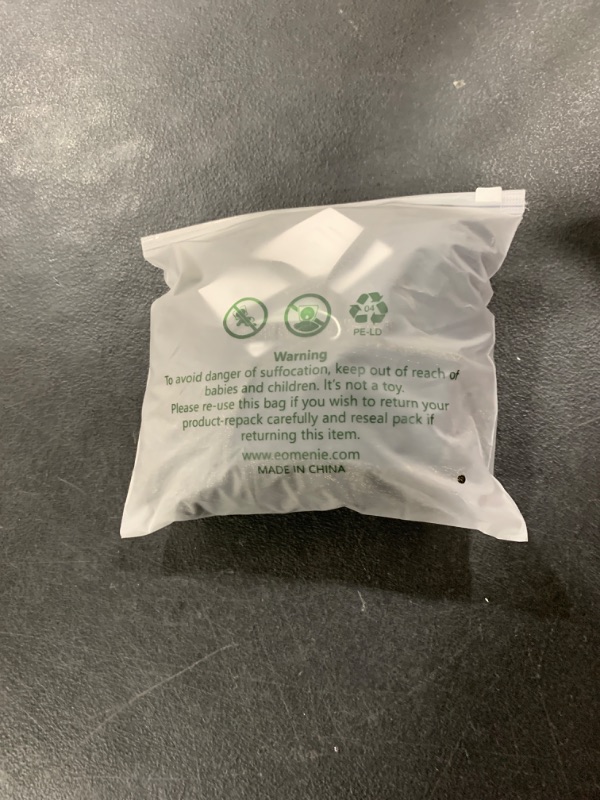 04
PE-LD
Warning
To avoid danger of suffocation, keep out of reach of
babies and children. It's not a toy.
Please re-use this bag if you wish to return your
product-repack carefully and reseal pack if
returning this item.
www.eomenie.com
MADE IN CHINA